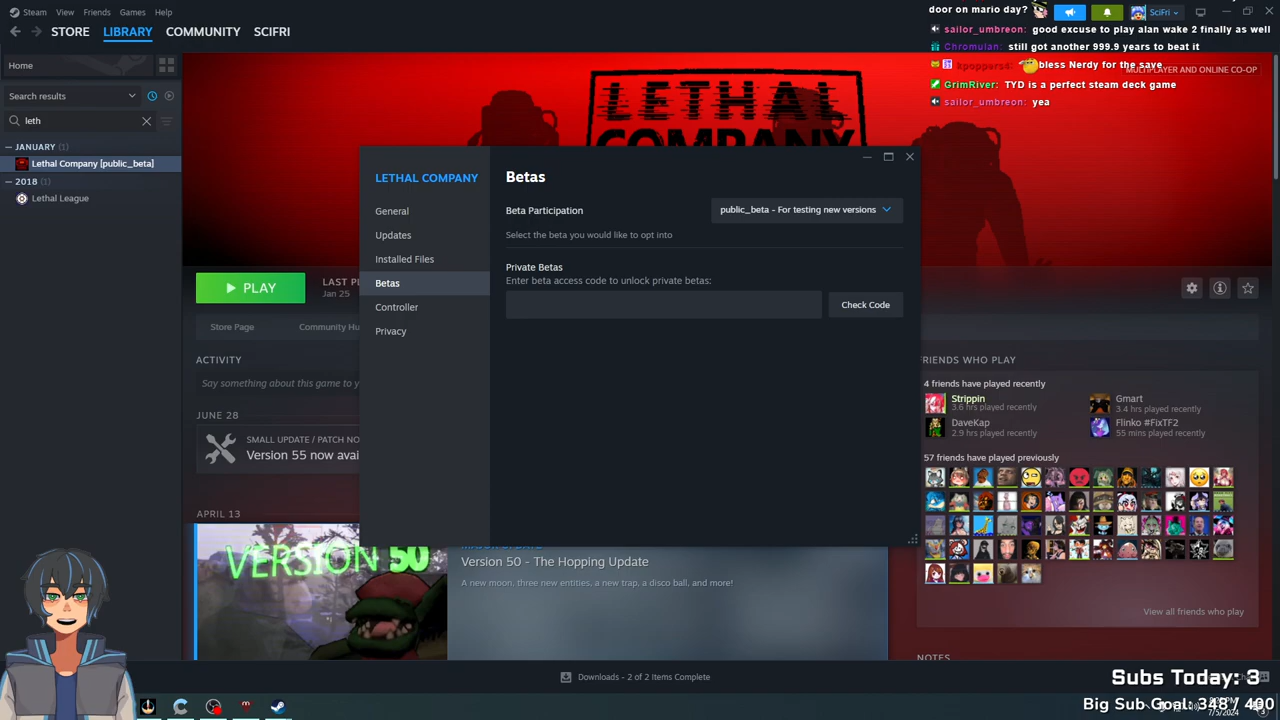 Steam View Friends Games Help
STORE LIBRARY COMMUNITY SCIFRI
SciFri
door on mario day?
sailor_umbreon: good excuse to play alan wake 2 finally as well
Chromulan: still got another 999.9 years to beat it
kpoppers4: bless Nerdy for the save
MULTIPLAYER AND ONLINE CO-OP
GrimRiver: TYD is a perfect steam deck game
sailor_umbreon: yea
Home
Search results
leth
JANUARY (1)
Lethal Company [public_beta]
2018 (1)
Lethal League
LETHAL
COMPANY
LETHAL COMPANY
General
Updates
Installed Files
Betas
Controller
Privacy
Betas
Beta Participation
public_beta - For testing new versions
Select the beta you would like to opt into
Private Betas
Enter beta access code to unlock private betas:
Check Code
PLAY
LAST P
Jan 25
Store Page Community Hu
ACTIVITY
Say something about this game to y
JUNE 28
SMALL UPDATE / PATCH NO
Version 55 now avai
APRIL 13
VERSION 50
MAJOR UPDATE
Version 50 - The Hopping Update
A new moon, three new entities, a new trap, a disco ball, and more!
FRIENDS WHO PLAY
4 friends have played recently
Strippin
3.6 hrs played recently
Gmart
3.4 hrs played recently
DaveKap
2.9 hrs played recently
Flinko #FixTF2
55 mins played recently
57 friends have played previously
View all friends who play
NOTES
Downloads - 2 of 2 Items Complete
Subs Today: 3
Big Sub Goal: 348 / 400
7/5/2024